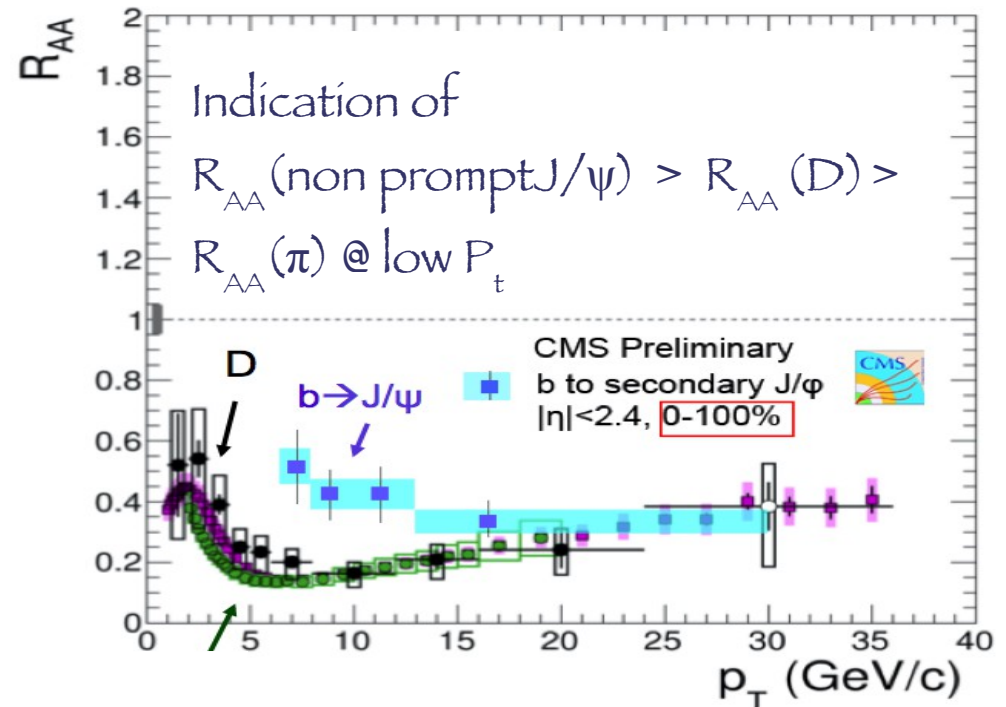 R_AA
2
1.8
1.6
1.4
1.2
1
0.8
0.6
0.4
0.2
0
Indication of
R_AA (non promptJ/ψ) > R_AA (D) >
R_AA (π) @ low P_t
D
b→J/ψ
CMS Preliminary
b to secondary J/φ
|η|<2.4, 0-100%
CMS
0 5 10 15 20 25 30 35 40
p_T (GeV/c)